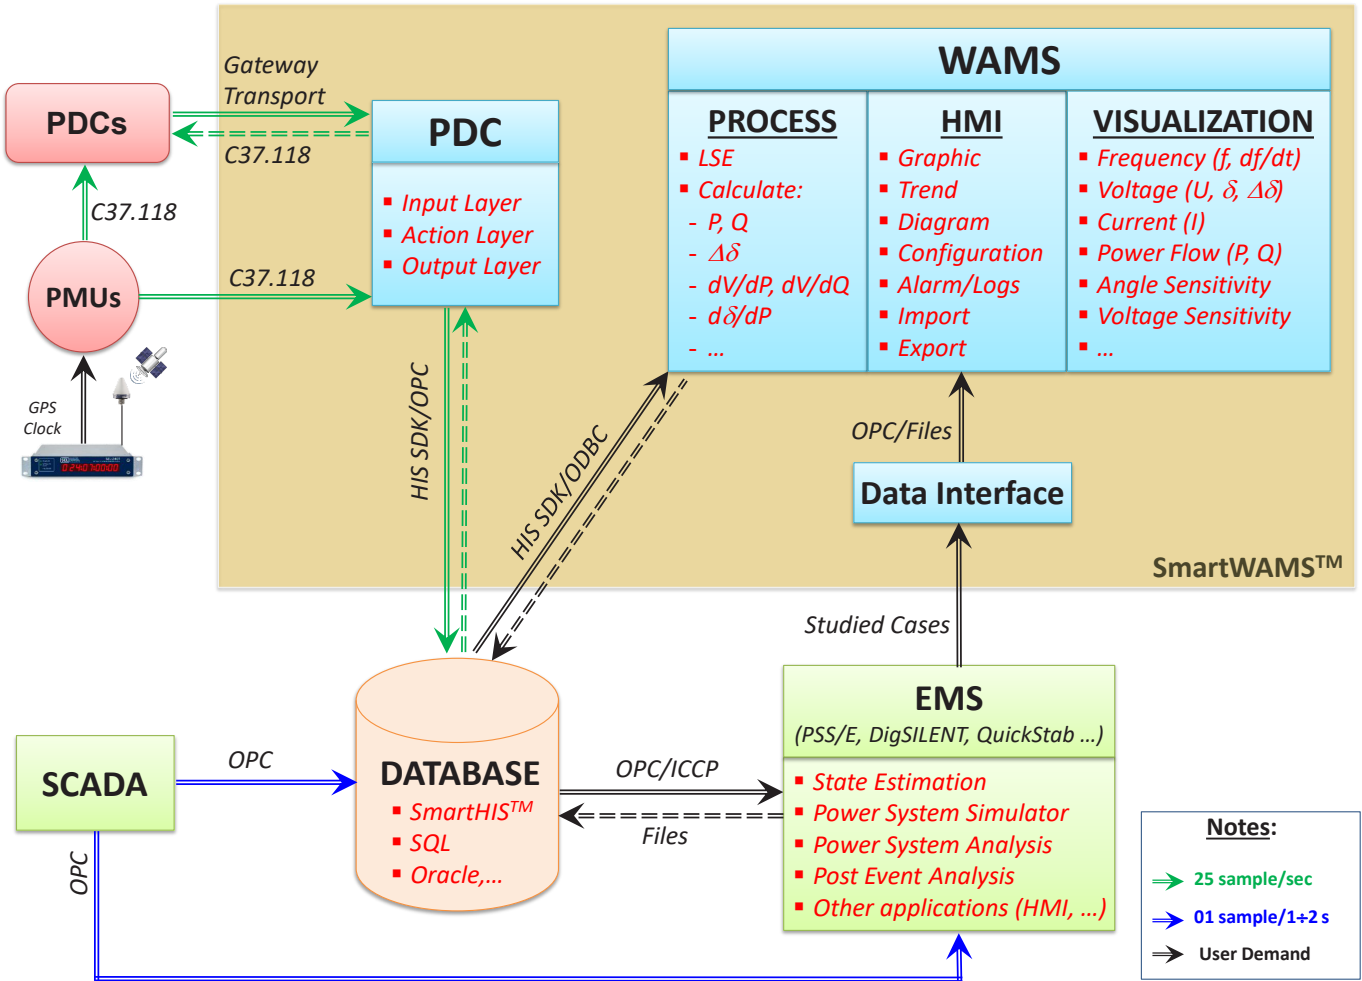 Gateway
Transport
PDCs
C37.118
C37.118
PMUs
C37.118
GPS
Clock
PDC
▪ Input Layer
▪ Action Layer
▪ Output Layer
HIS SDK/OPC
HIS SDK/ODBC
WAMS
PROCESS
▪ LSE
▪ Calculate:
- P, Q
- Δδ
- dV/dP, dV/dQ
- dδ/dP
- ...
HMI
▪ Graphic
▪ Trend
▪ Diagram
▪ Configuration
▪ Alarm/Logs
▪ Import
▪ Export
VISUALIZATION
▪ Frequency (f, df/dt)
▪ Voltage (U, δ, Δδ)
▪ Current (I)
▪ Power Flow (P, Q)
▪ Angle Sensitivity
▪ Voltage Sensitivity
▪ ...
OPC/Files
Data Interface
SmartWAMS™
Studied Cases
SCADA
OPC
OPC
DATABASE
▪ SmartHIS™
▪ SQL
▪ Oracle,...
OPC/ICCP
Files
EMS
(PSS/E, DigSILENT, QuickStab ...)
▪ State Estimation
▪ Power System Simulator
▪ Power System Analysis
▪ Post Event Analysis
▪ Other applications (HMI, ...)
Notes:
25 sample/sec
01 sample/1÷2 s
User Demand